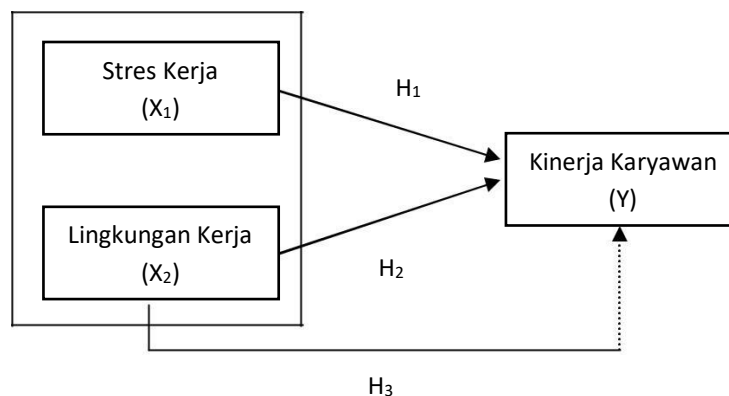 Stres Kerja
(X₁)
H₁
Kinerja Karyawan
(Y)
Lingkungan Kerja
(X₂)
H₂
H₃